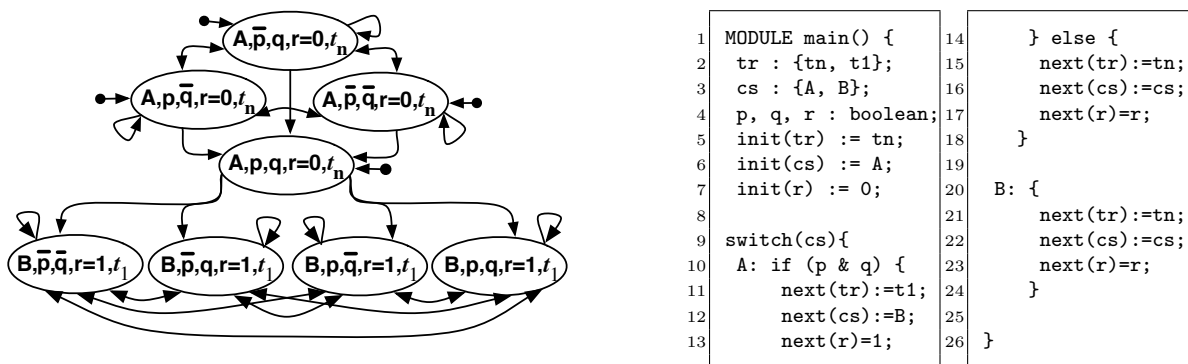 A,p̅,q,r=0,tₙ
A,p,q̅,r=0,tₙ
A,p̅,q̅,r=0,tₙ
A,p,q,r=0,tₙ
B,p̅,q̅,r=1,t₁
B,p̅,q,r=1,t₁
B,p,q̅,r=1,t₁
B,p,q,r=1,t₁
1 MODULE main() {
2 tr : {tn, t1};
3 cs : {A, B};
4 p, q, r : boolean;
5 init(tr) := tn;
6 init(cs) := A;
7 init(r) := 0;
8
9 switch(cs){
10 A: if (p & q) {
11 next(tr):=t1;
12 next(cs):=B;
13 next(r)=1;
14 } else {
15 next(tr):=tn;
16 next(cs):=cs;
17 next(r)=r;
18 }
19
20 B: {
21 next(tr):=tn;
22 next(cs):=cs;
23 next(r)=r;
24 }
25
26 }